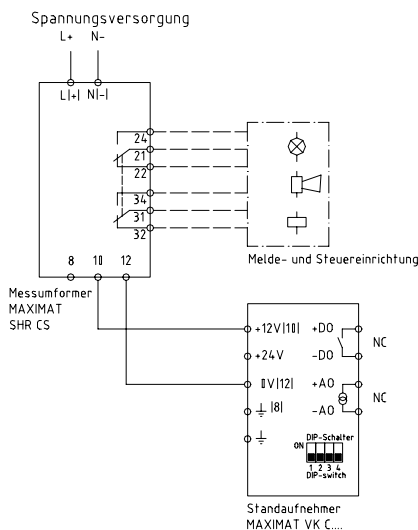 Spannungsversorgung
L+ N-
L|+| N|-|
24
21
22
34
31
32
8 10 12
Melde- und Steuereinrichtung
Messumformer
MAXIMAT
SHR CS
+12V|10| +DO
NC
+24V -DO
0V|12| +AO
NC
|8| -AO
DIP-Schalter
ON
1 2 3 4
DIP-switch
Standaufnehmer
MAXIMAT VK C....